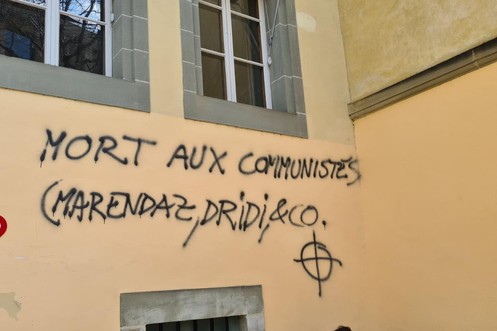 MORT AUX COMMUNISTES
(MARENDAZ, DRIDI, & CO.